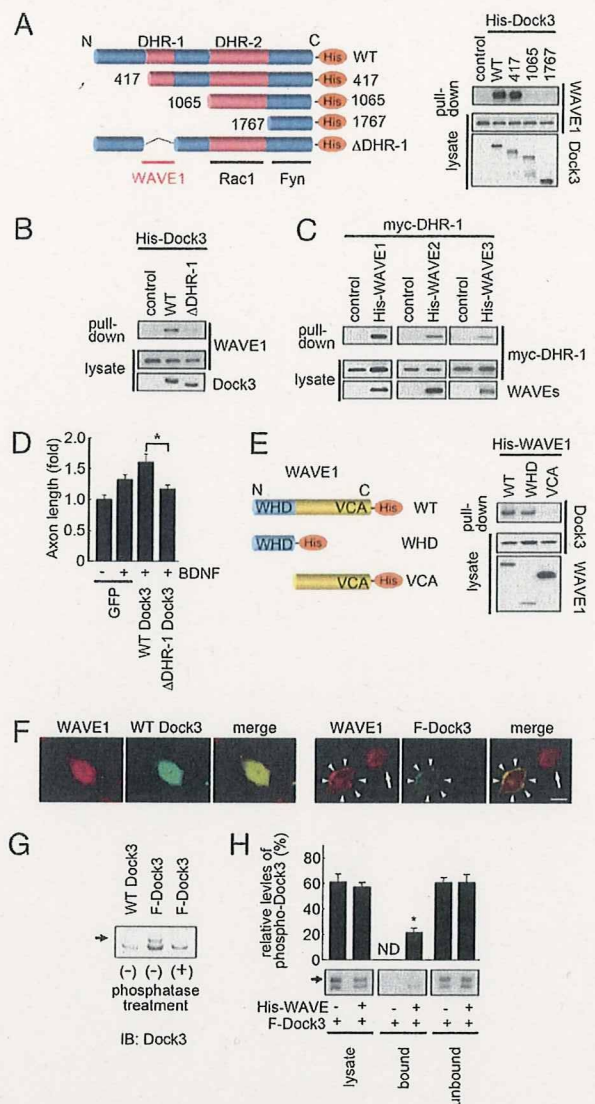 A
His-Dock3
N DHR-1 DHR-2 C
control WT 417 1065 1767
His WT
417 His 417
1065 His 1065
1767 His 1767
His ΔDHR-1
WAVE1 Rac1 Fyn
pull-down
lysate
WAVE1
Dock3
B
His-Dock3
control WT ΔDHR-1
pull-down
lysate
WAVE1
Dock3
C
myc-DHR-1
control His-WAVE1 control His-WAVE2 control His-WAVE3
pull-down
lysate
myc-DHR-1
WAVEs
D
Axon length (fold)
2.0
1.5
1.0
0.5
0
*
- + + + BDNF
GFP
WT Dock3
ΔDHR-1 Dock3
E
WAVE1
N C
WHD VCA His WT
WHD His WHD
VCA His VCA
His-WAVE1
WT WHD VCA
pull-down
lysate
Dock3
WAVE1
F
WAVE1 WT Dock3 merge WAVE1 F-Dock3 merge
G
WT Dock3
F-Dock3
F-Dock3
(-) (-) (+)
phosphatase
treatment
IB: Dock3
H
relative levles of
phospho-Dock3 (%)
80
60
40
20
0
ND
*
His-WAVE - + - + - +
F-Dock3 + + + + + +
lysate
bound
unbound